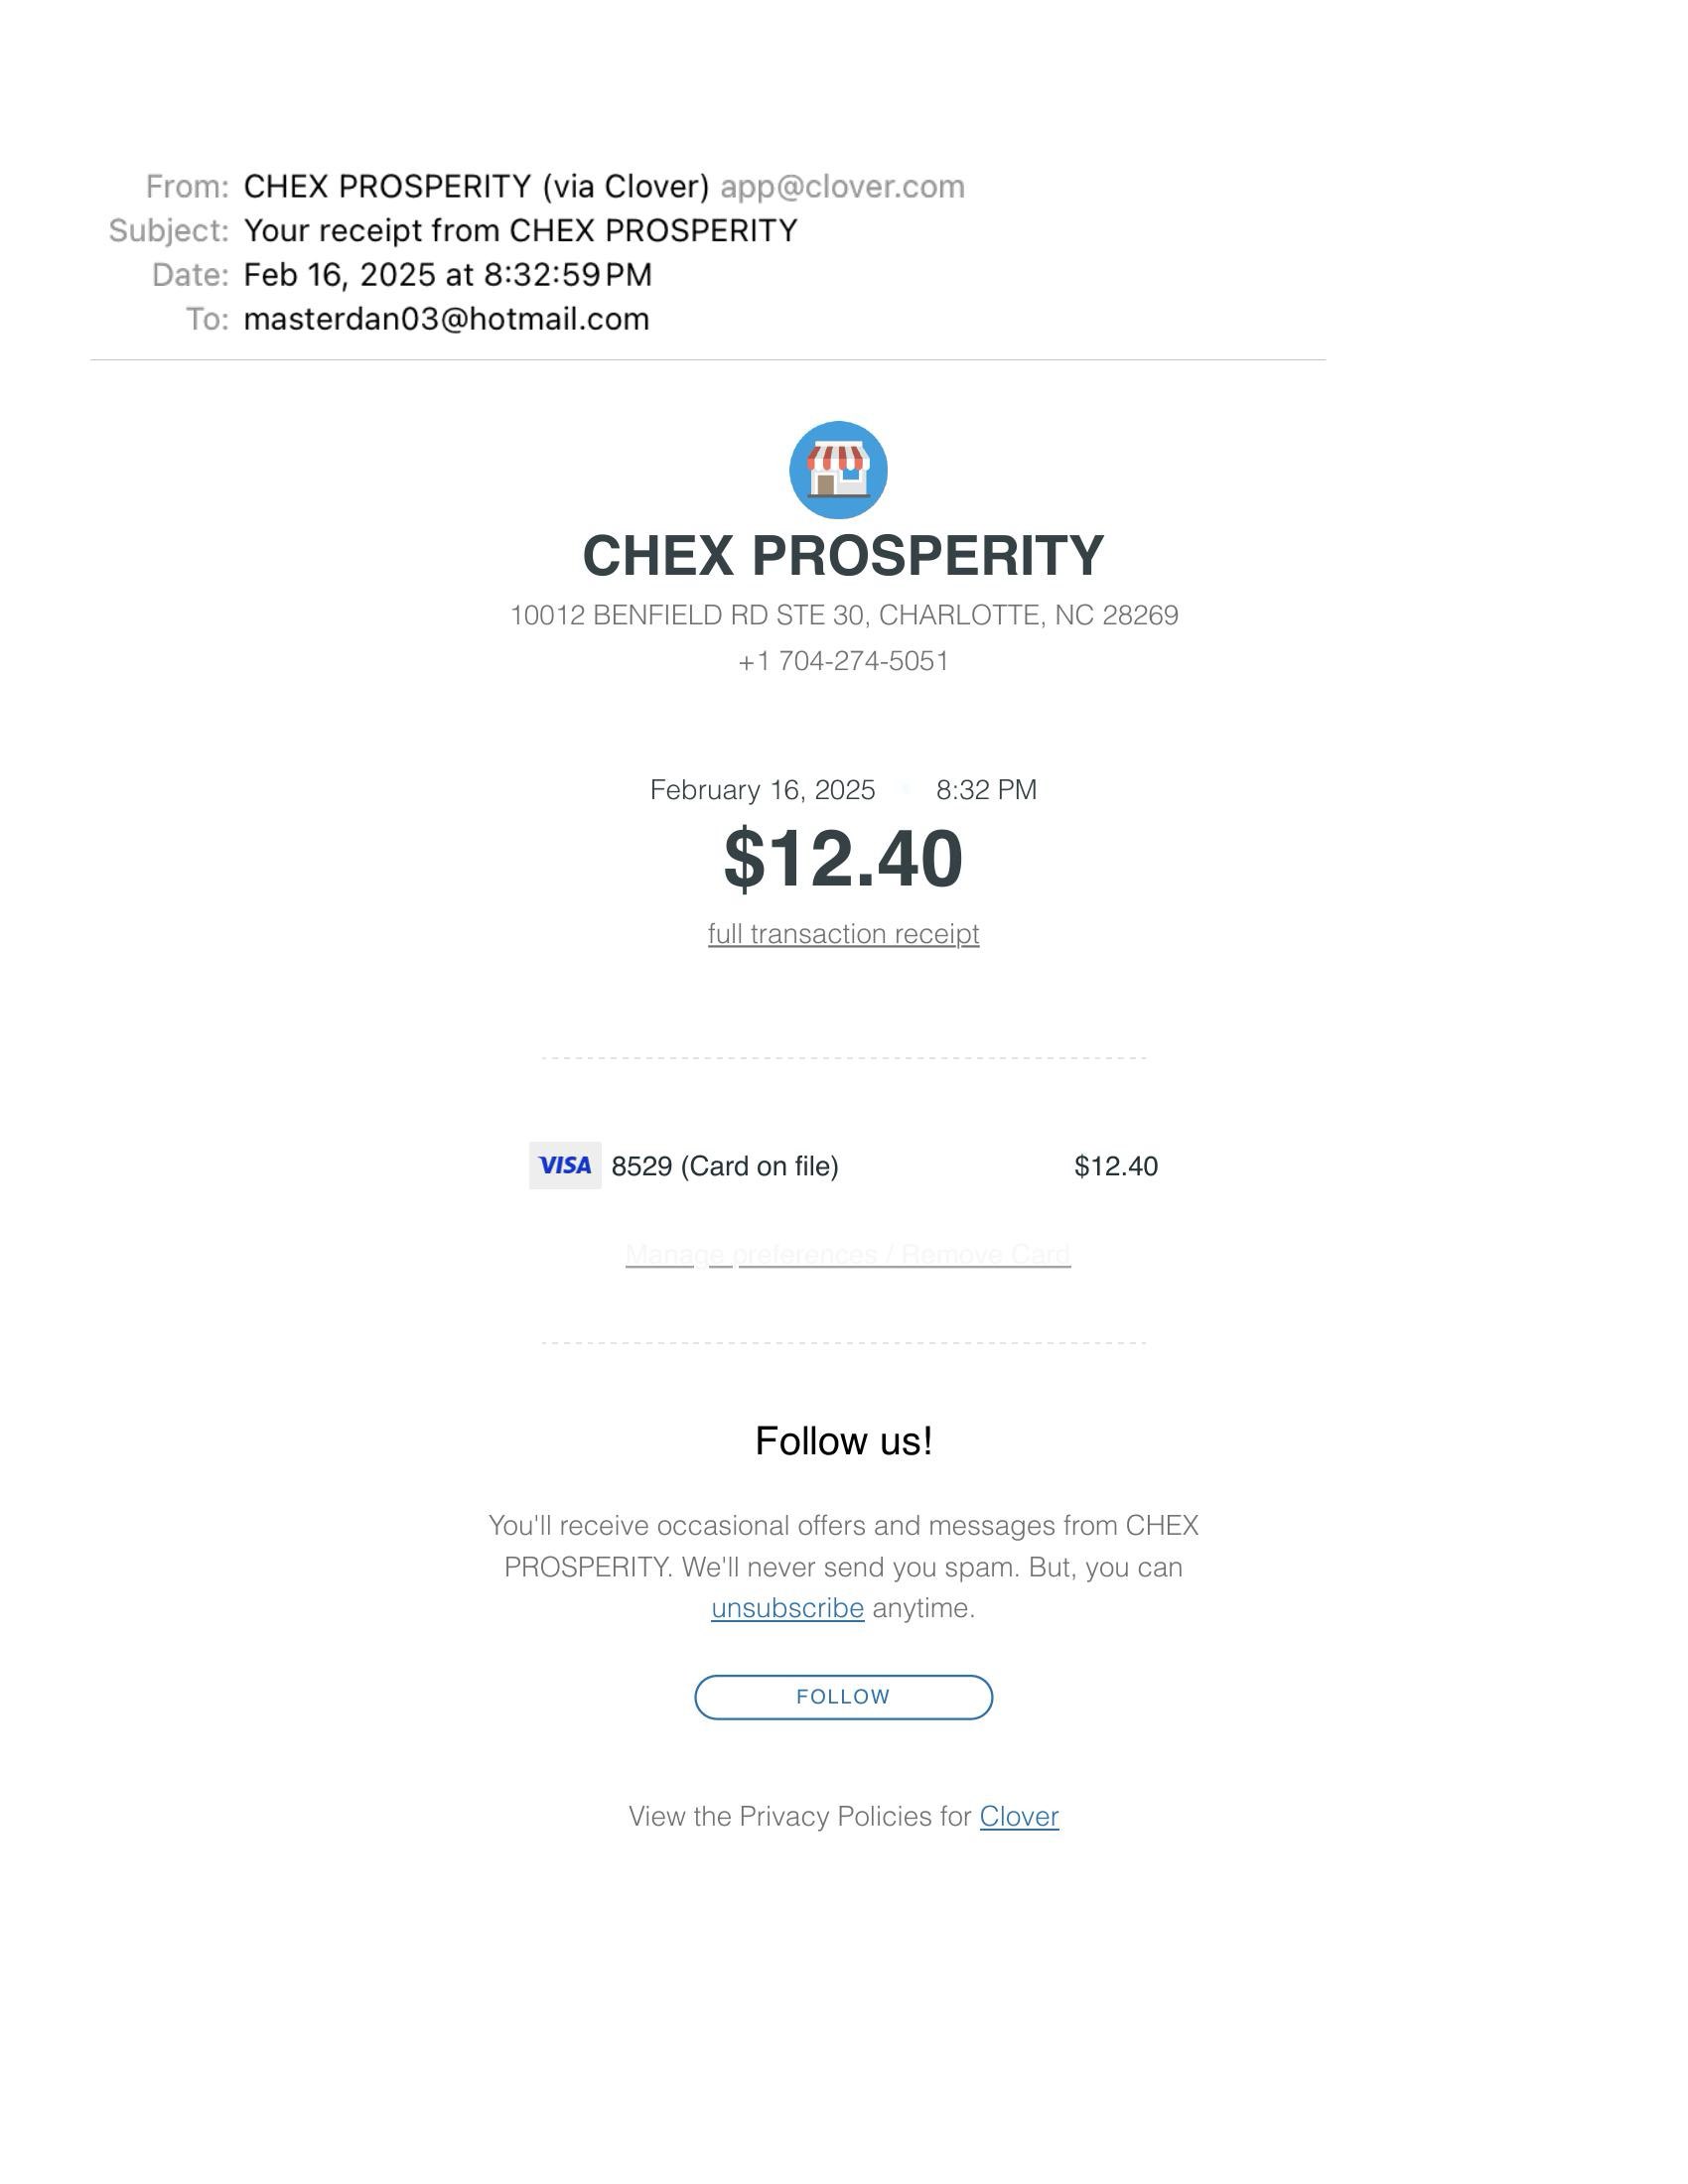 From: CHEX PROSPERITY (via Clover) app@clover.com
Subject: Your receipt from CHEX PROSPERITY
Date: Feb 16, 2025 at 8:32:59 PM
To: masterdan03@hotmail.com
CHEX PROSPERITY
10012 BENFIELD RD STE 30, CHARLOTTE, NC 28269
+1 704-274-5051
February 16, 2025 8:32 PM
$12.40
full transaction receipt
VISA 8529 (Card on file) $12.40
Manage preferences / Remove Card
Follow us!
You'll receive occasional offers and messages from CHEX
PROSPERITY. We'll never send you spam. But, you can
unsubscribe anytime.
FOLLOW
View the Privacy Policies for Clover